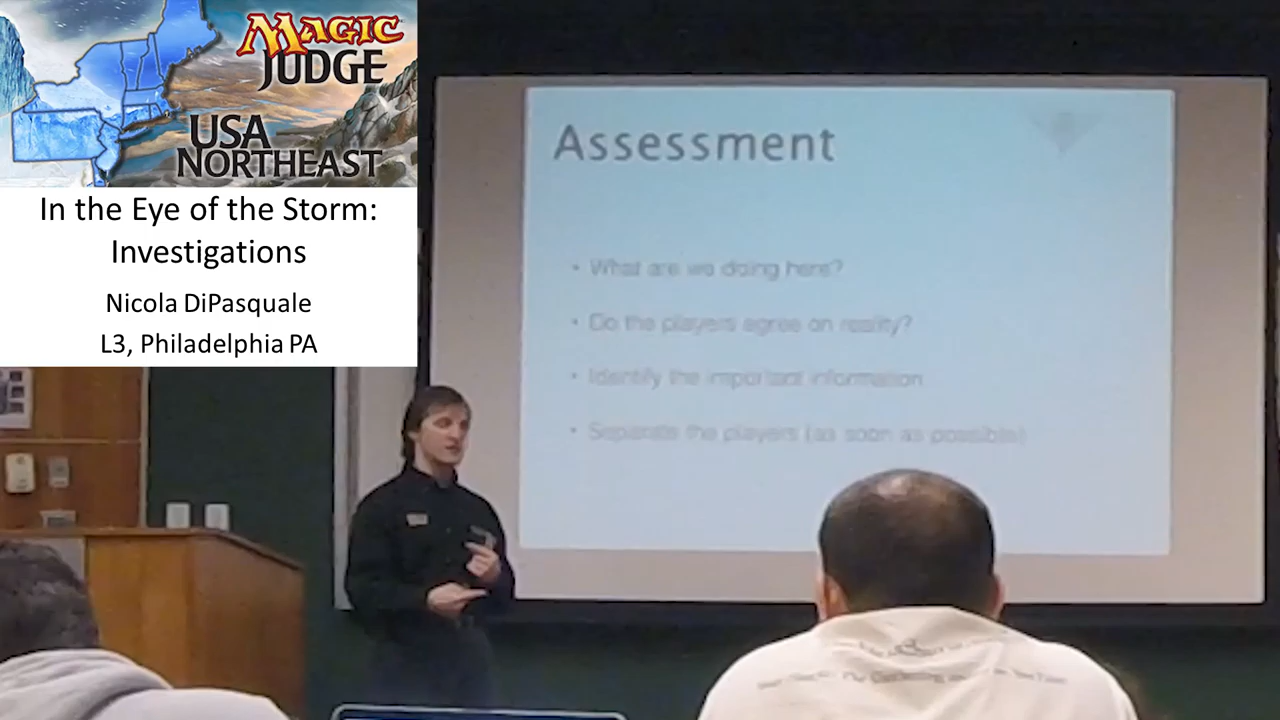 MAGIC
JUDGE
USA
NORTHEAST
In the Eye of the Storm:
Investigations
Nicola DiPasquale
L3, Philadelphia PA
Assessment
• What are we doing here?
• Do the players agree on reality?
• Identify the important information
• Separate the players (as soon as possible)